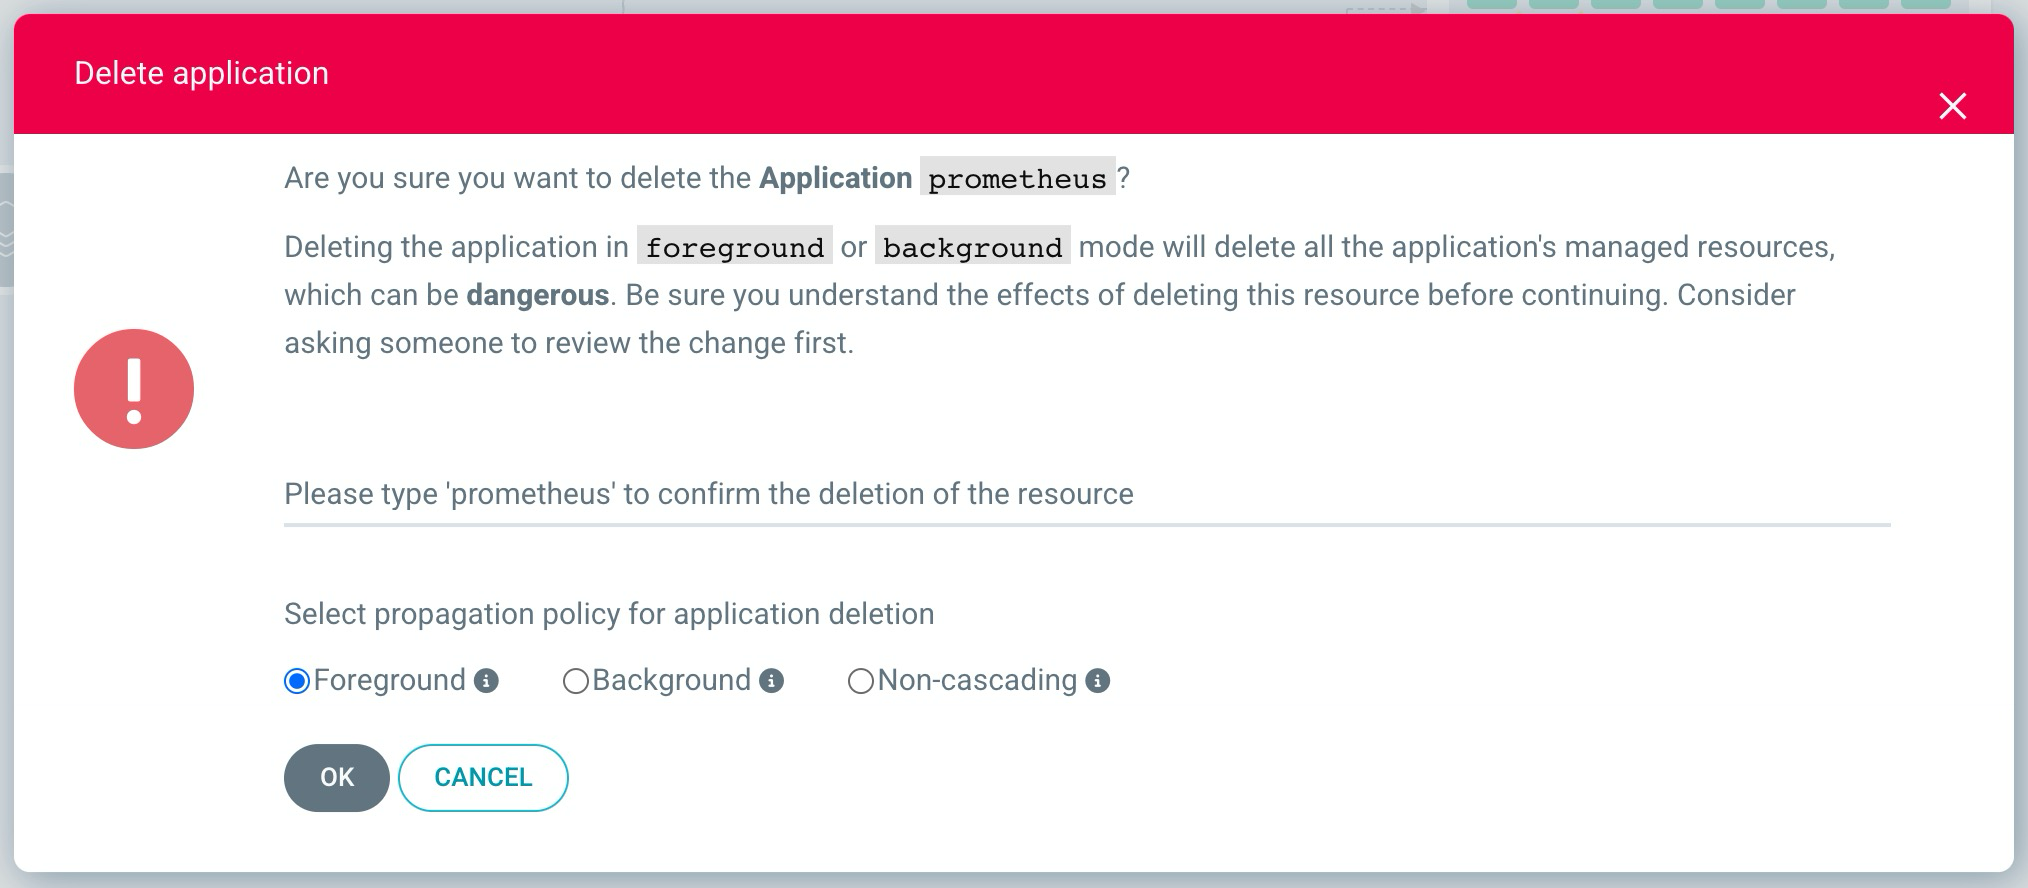 Delete application
Are you sure you want to delete the Application prometheus?
Deleting the application in foreground or background mode will delete all the application's managed resources,
which can be dangerous. Be sure you understand the effects of deleting this resource before continuing. Consider
asking someone to review the change first.
Please type 'prometheus' to confirm the deletion of the resource
Select propagation policy for application deletion
Foreground Background Non-cascading
OK CANCEL